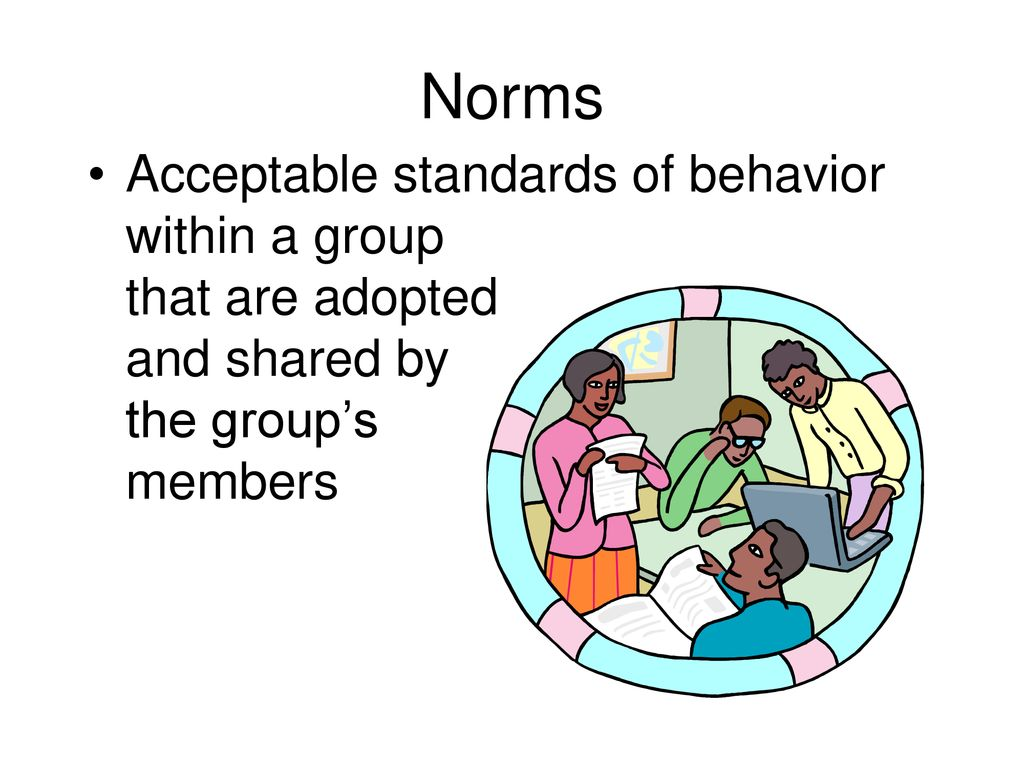 Norms
• Acceptable standards of behavior
within a group
that are adopted
and shared by
the group’s
members